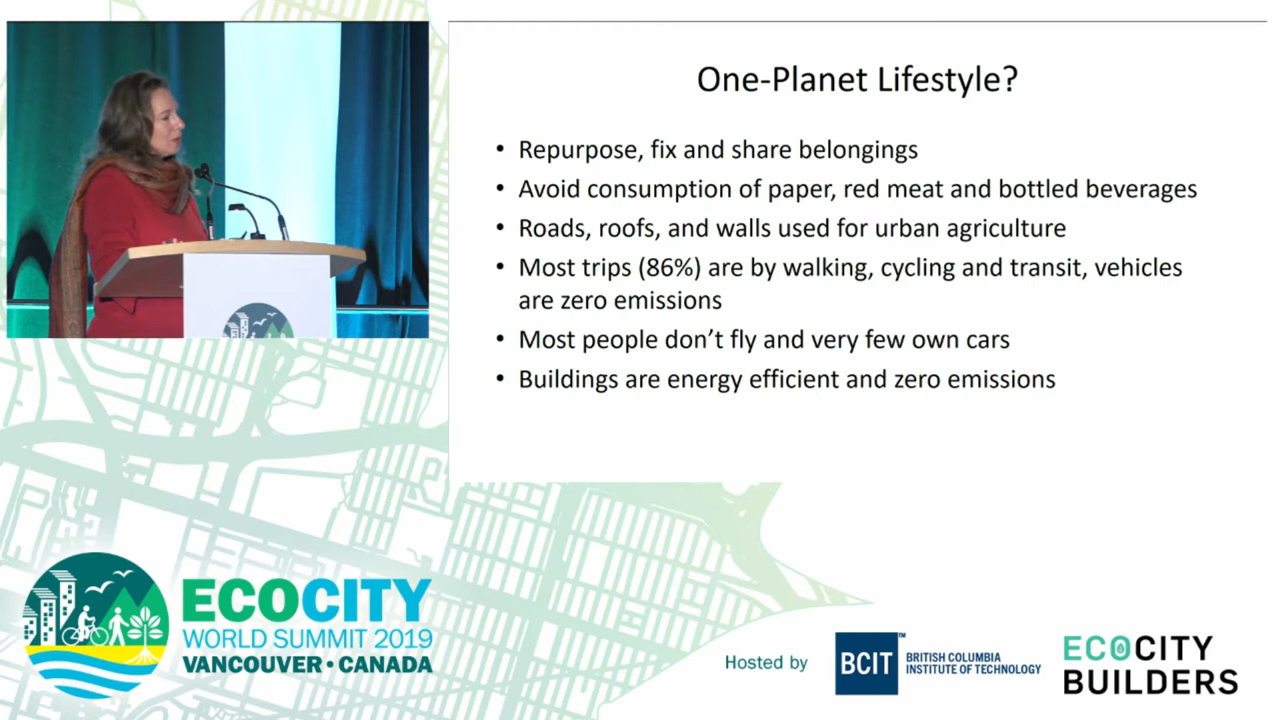 One-Planet Lifestyle?
• Repurpose, fix and share belongings
• Avoid consumption of paper, red meat and bottled beverages
• Roads, roofs, and walls used for urban agriculture
• Most trips (86%) are by walking, cycling and transit, vehicles
are zero emissions
• Most people don’t fly and very few own cars
• Buildings are energy efficient and zero emissions
ECOCITY
WORLD SUMMIT 2019
VANCOUVER • CANADA
Hosted by
BCIT™
BRITISH COLUMBIA
INSTITUTE OF TECHNOLOGY
ECOCITY
BUILDERS